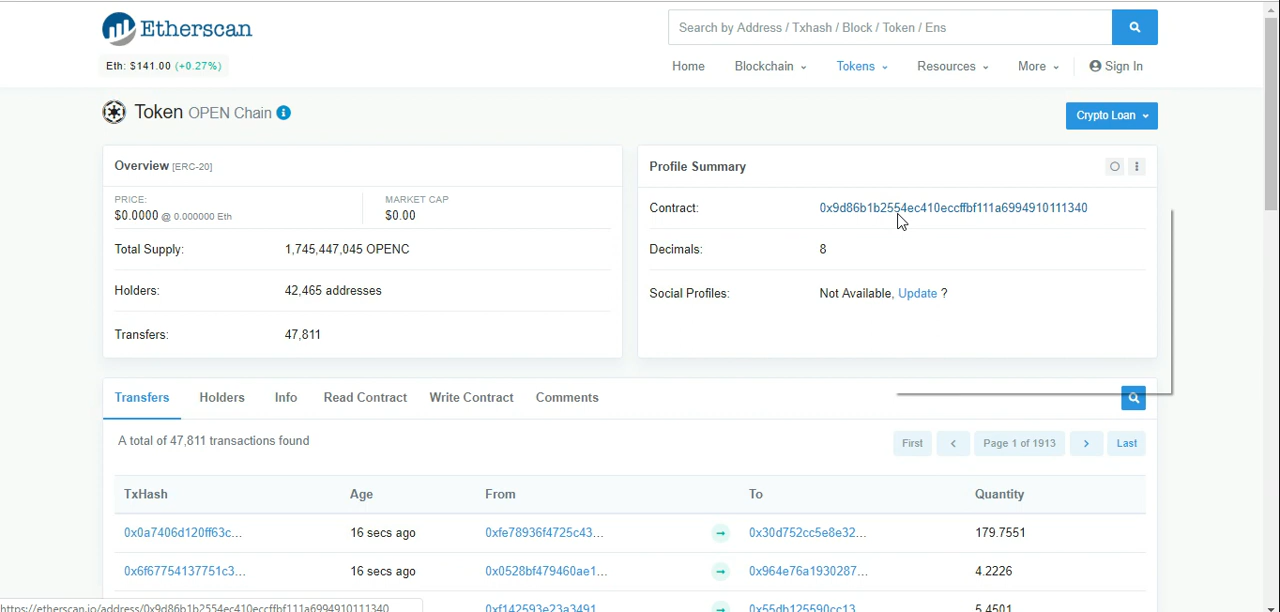 Etherscan
Search by Address / Txhash / Block / Token / Ens
Eth: $141.00 (+0.27%)
Home Blockchain Tokens Resources More Sign In
Token OPEN Chain
Crypto Loan
Overview [ERC-20]
PRICE:
$0.0000 @ 0.000000 Eth
MARKET CAP
$0.00
Total Supply: 1,745,447,045 OPENC
Holders: 42,465 addresses
Transfers: 47,811
Profile Summary
Contract: 0x9d86b1b2554ec410eccffbf111a6994910111340
Decimals: 8
Social Profiles: Not Available, Update ?
Transfers Holders Info Read Contract Write Contract Comments
A total of 47,811 transactions found
First < Page 1 of 1913 > Last
TxHash Age From To Quantity
0x0a7406d120ff63c... 16 secs ago 0xfe78936f4725c43... 0x30d752cc5e8e32... 179.7551
0x6f67754137751c3... 16 secs ago 0x0528bf479460ae1... 0x964e76a1930287... 4.2226
0xf142593e23a3491 0x55db125590cc13 5.4501
https://etherscan.io/address/0x9d86b1b2554ec410eccffbf111a6994910111340